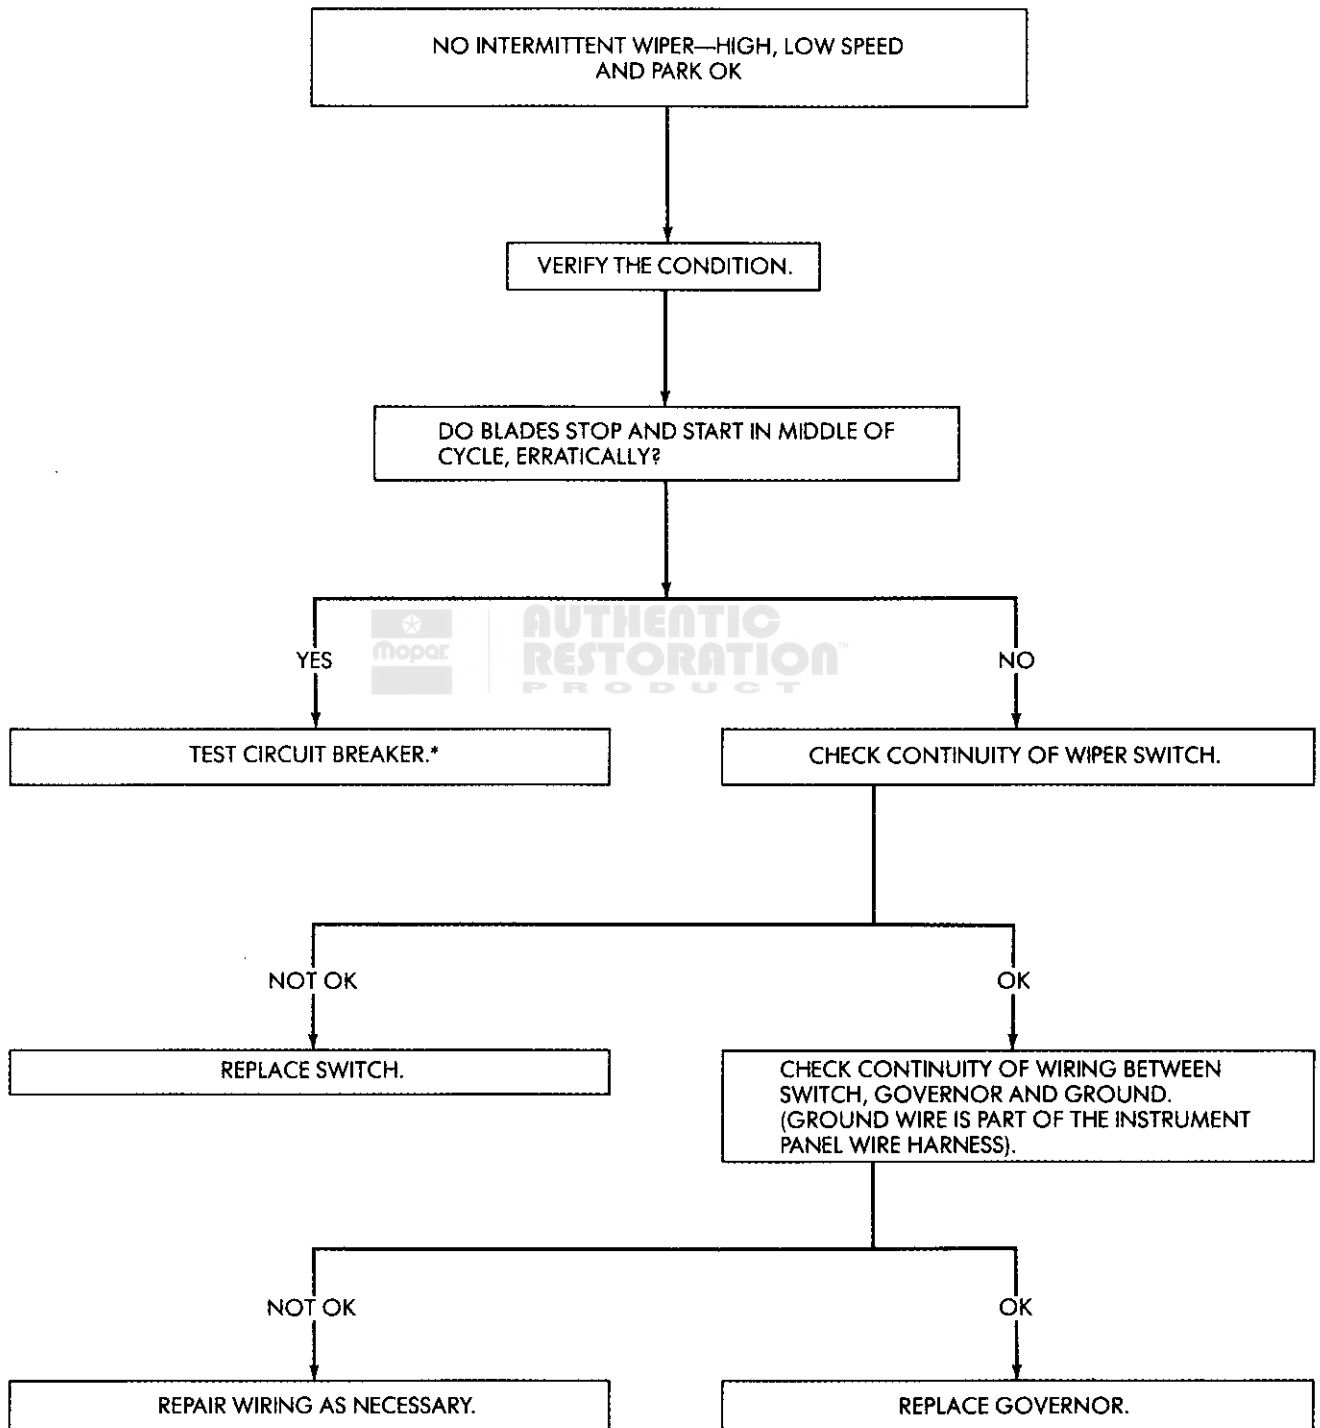 NO INTERMITTENT WIPER—HIGH, LOW SPEED
AND PARK OK
VERIFY THE CONDITION.
DO BLADES STOP AND START IN MIDDLE OF
CYCLE, ERRATICALLY?
Mopar.
AUTHENTIC
RESTORATION™
PRODUCT
YES
NO
TEST CIRCUIT BREAKER.*
CHECK CONTINUITY OF WIPER SWITCH.
NOT OK
OK
REPLACE SWITCH.
CHECK CONTINUITY OF WIRING BETWEEN
SWITCH, GOVERNOR AND GROUND.
(GROUND WIRE IS PART OF THE INSTRUMENT
PANEL WIRE HARNESS).
NOT OK
OK
REPAIR WIRING AS NECESSARY.
REPLACE GOVERNOR.